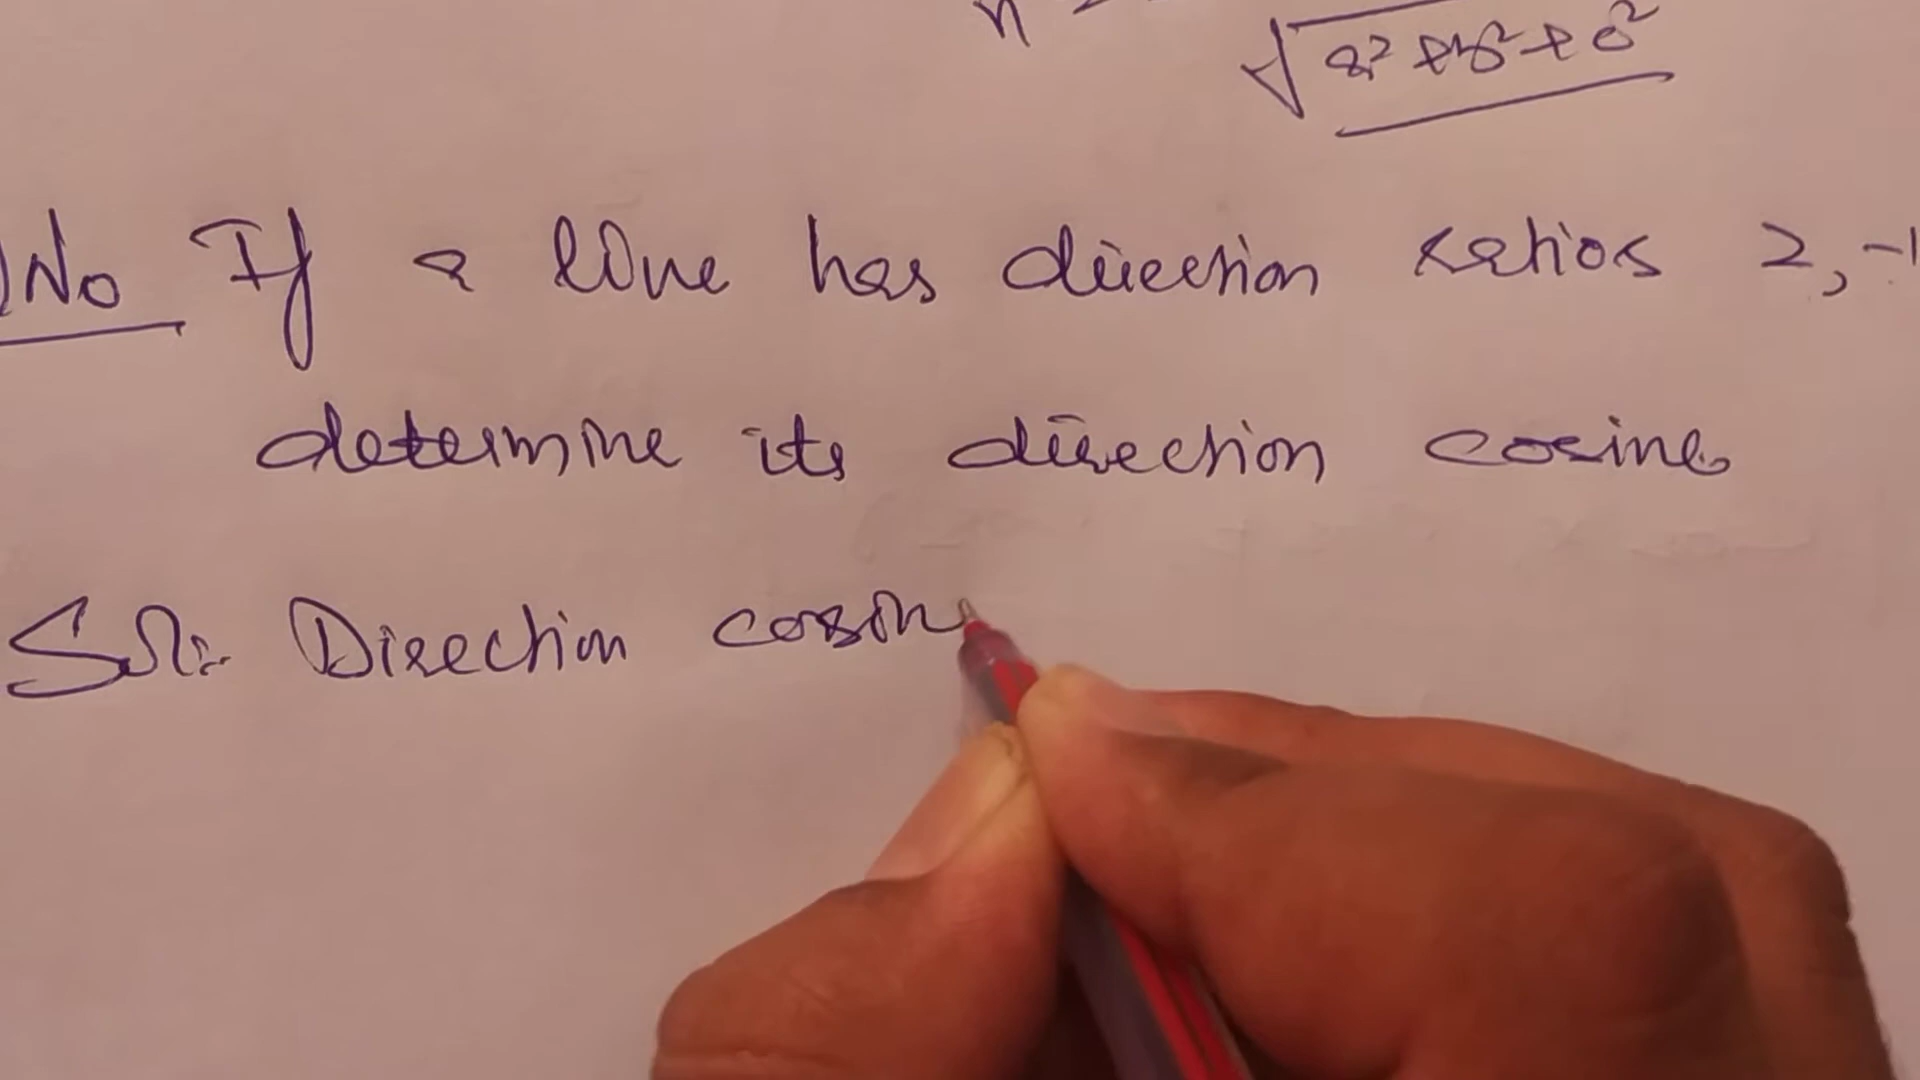 n =
√a² + b² + c²
No If a line has direction ratios 2, -1
determine its direction cosines
Sol:- Direction cosin